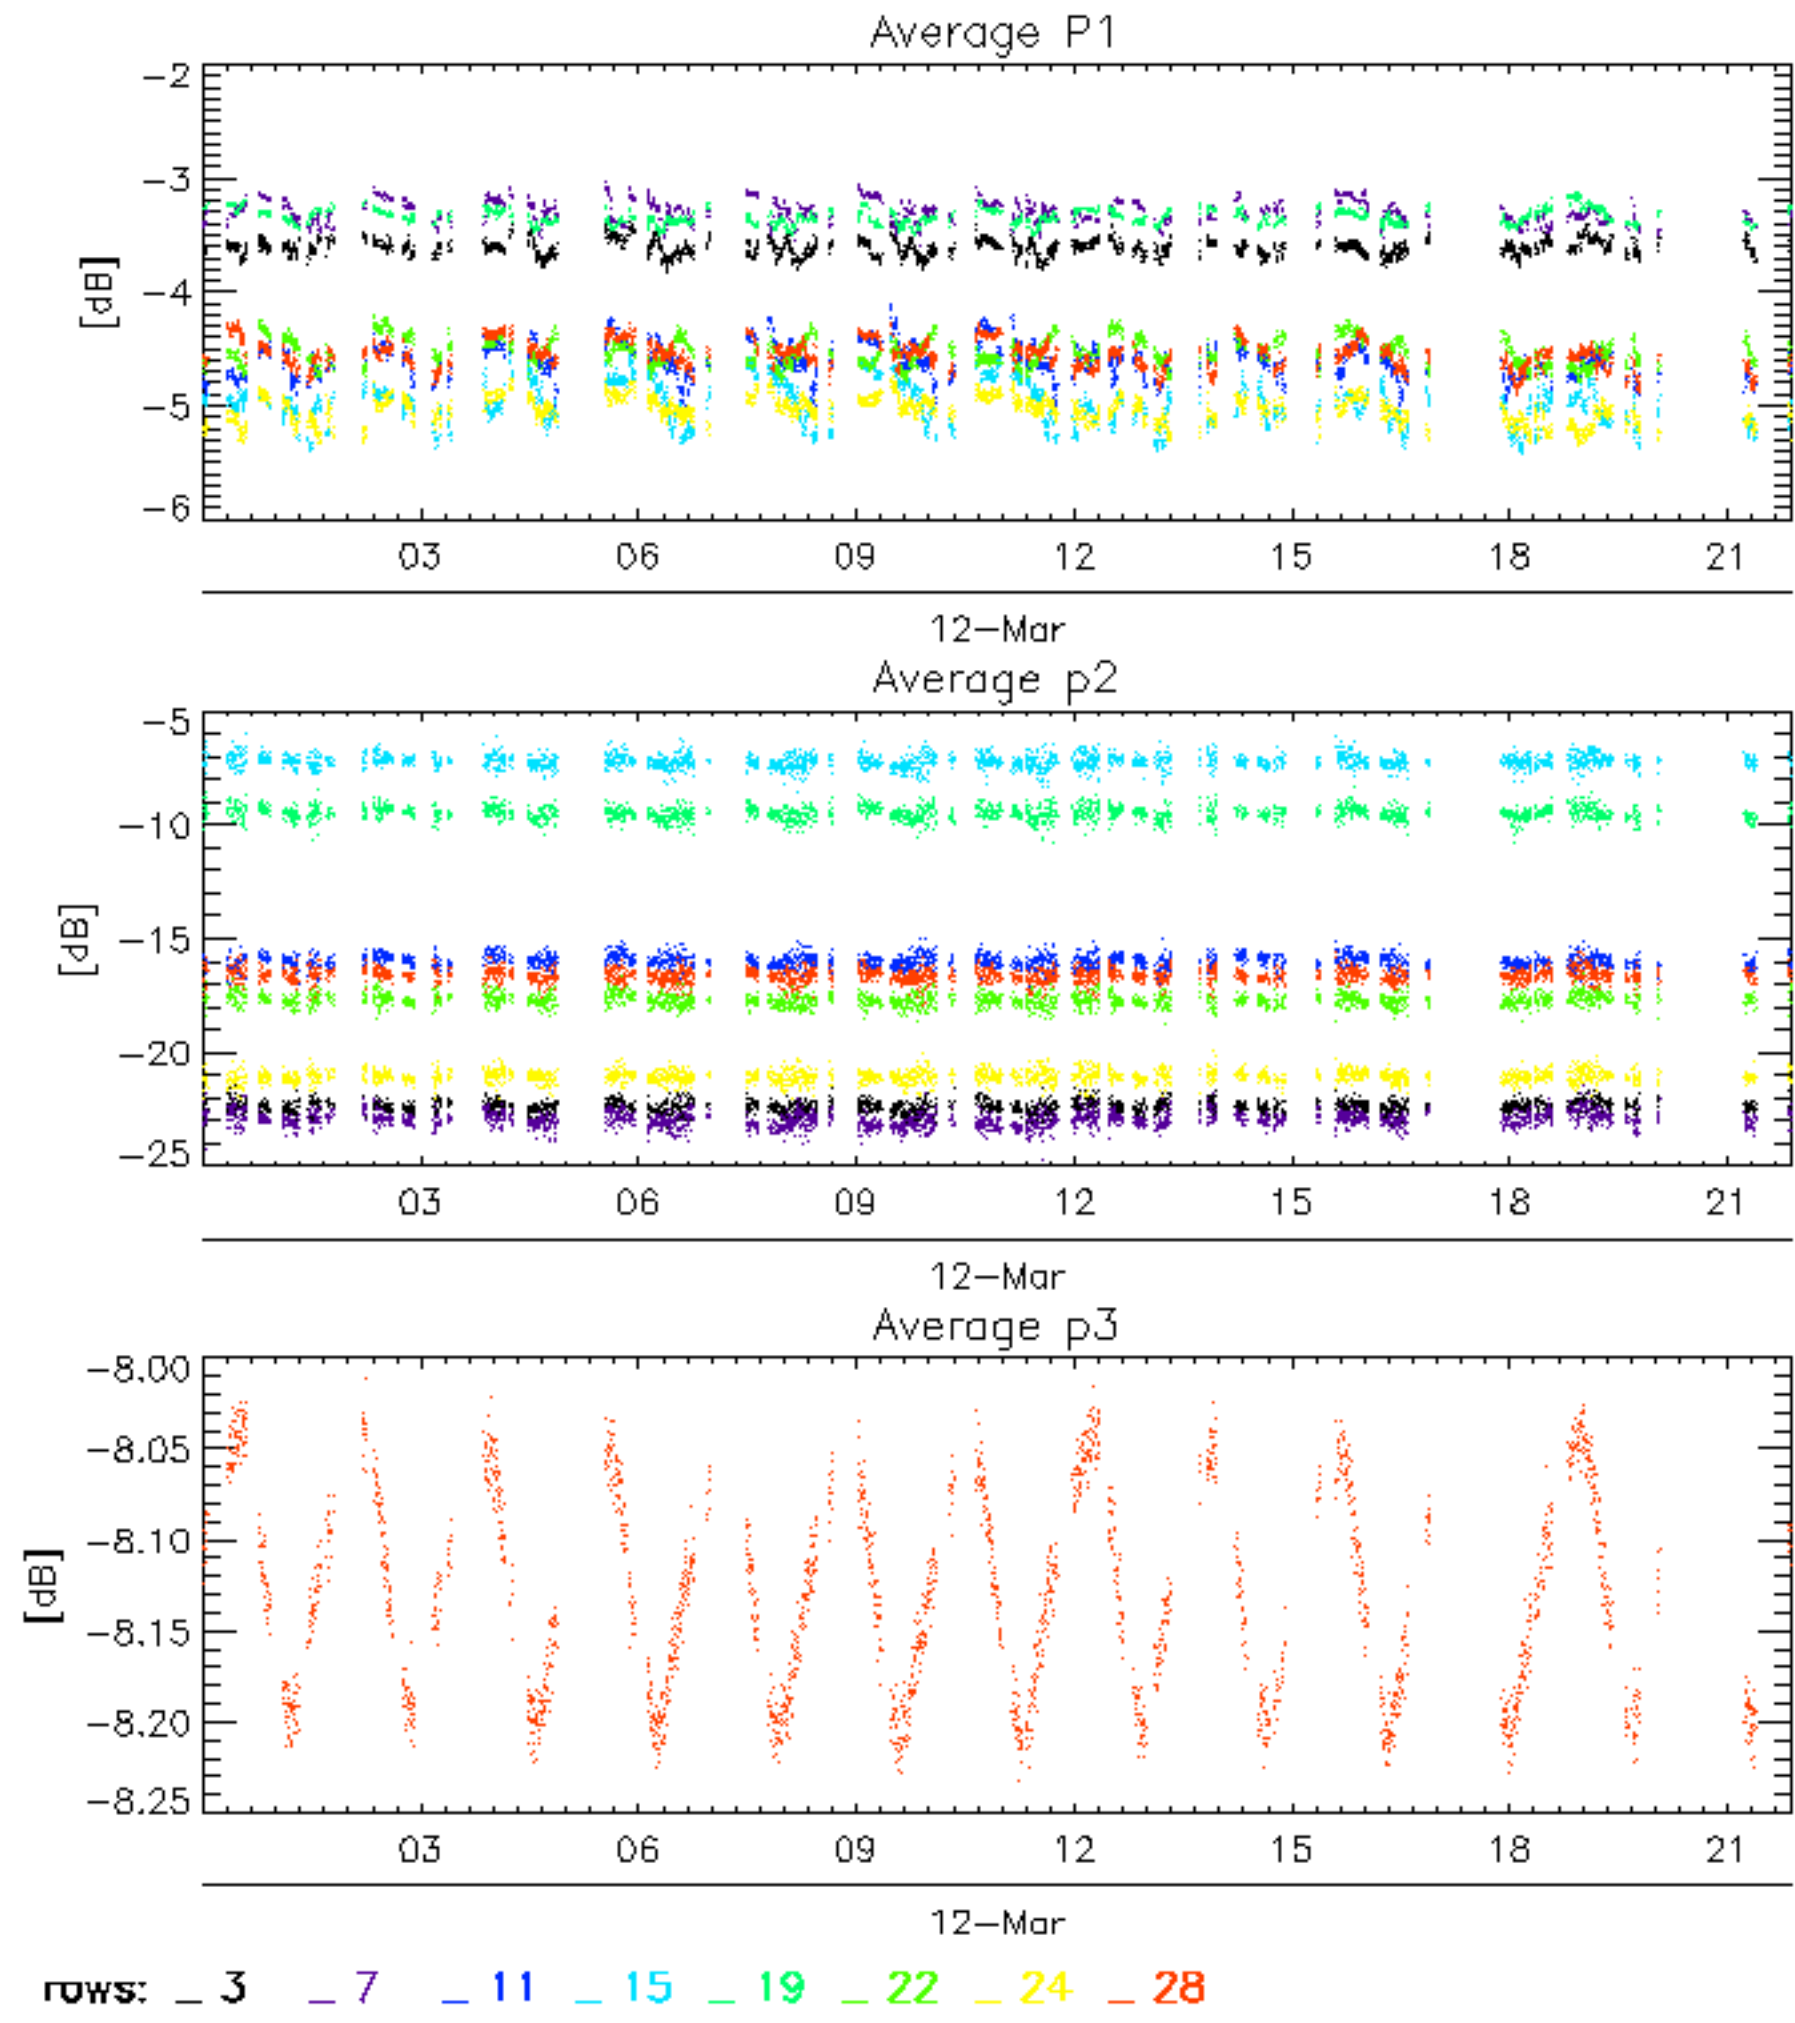 Average P1
-2
-3
-4
-5
-6
[dB]
03 06 09 12 15 18 21
12-Mar
Average p2
-5
-10
-15
-20
-25
[dB]
03 06 09 12 15 18 21
12-Mar
Average p3
-8.00
-8.05
-8.10
-8.15
-8.20
-8.25
[dB]
03 06 09 12 15 18 21
12-Mar
rows: _ 3 _ 7 _ 11 _ 15 _ 19 _ 22 _ 24 _ 28